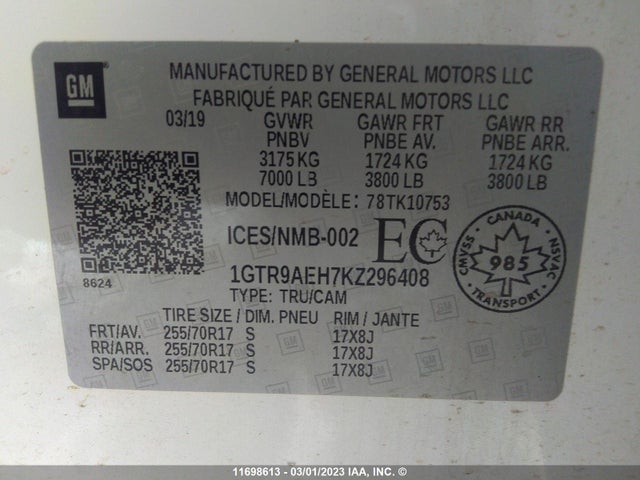 GM
MANUFACTURED BY GENERAL MOTORS LLC
FABRIQUÉ PAR GENERAL MOTORS LLC
03/19 GVWR GAWR FRT GAWR RR
PNBV PNBE AV. PNBE ARR.
3175 KG 1724 KG 1724 KG
7000 LB 3800 LB 3800 LB
MODEL/MODÈLE: 78TK10753
ICES/NMB-002 EC
CANADA
CMVSS 985 NSVAC
TRANSPORT
8624
1GTR9AEH7KZ296408
TYPE: TRU/CAM
TIRE SIZE / DIM. PNEU RIM / JANTE
FRT/AV. 255/70R17 S 17X8J
RR/ARR. 255/70R17 S 17X8J
SPA/SOS 255/70R17 S 17X8J
11698613 - 03/01/2023 IAA, Inc. ©